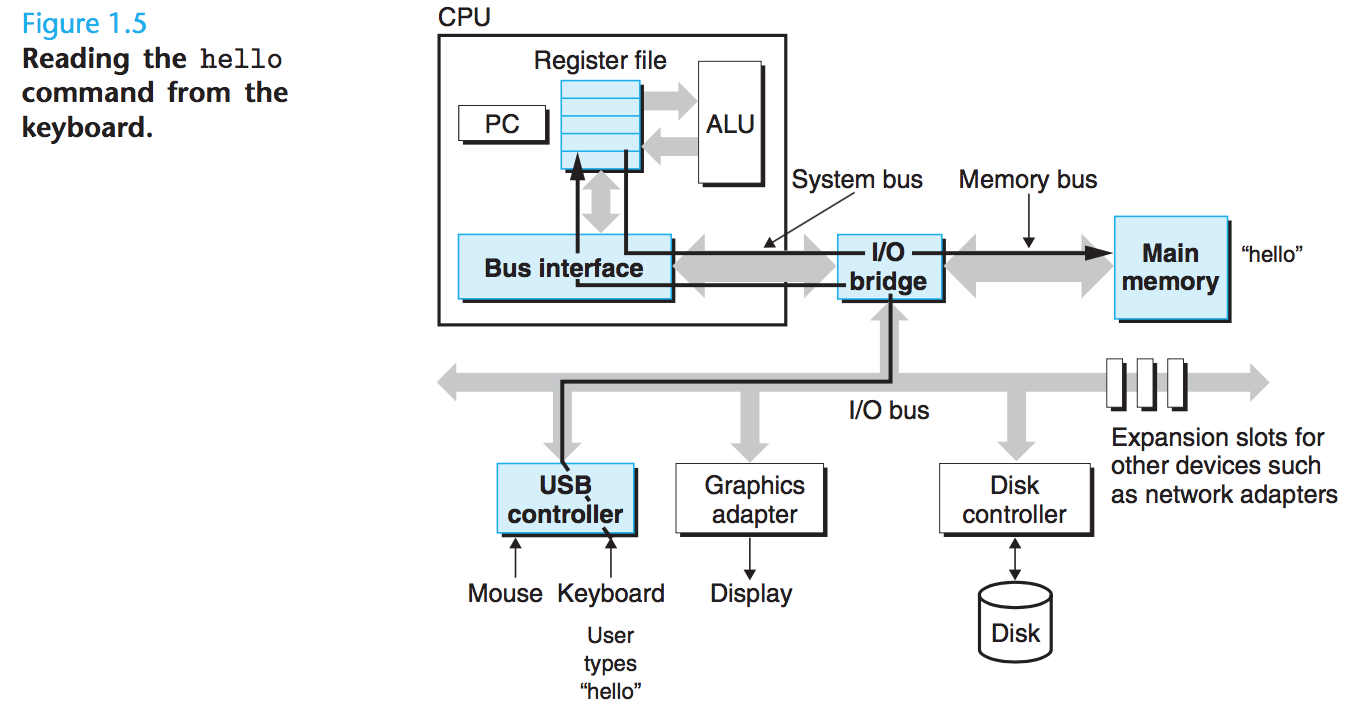 Figure 1.5
Reading the hello
command from the
keyboard.
CPU
Register file
PC
ALU
System bus
Memory bus
Bus interface
I/O
bridge
Main
memory
“hello”
I/O bus
Expansion slots for
other devices such
as network adapters
USB
controller
Graphics
adapter
Disk
controller
Mouse
Keyboard
Display
Disk
User
types
“hello”